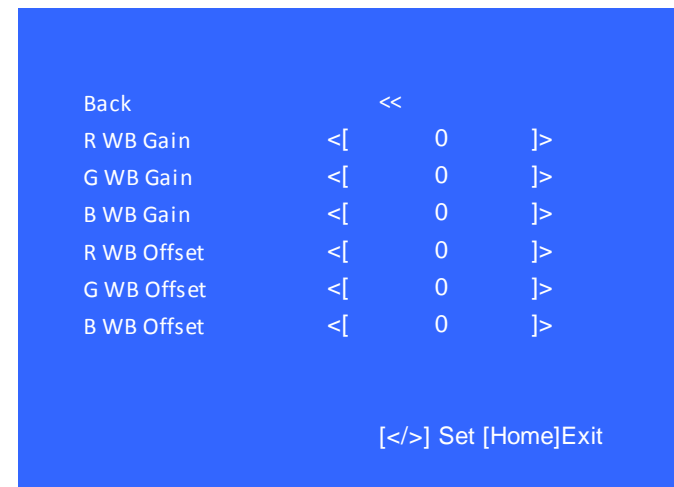 Back <<
R WB Gain <[ 0 ]>
G WB Gain <[ 0 ]>
B WB Gain <[ 0 ]>
R WB Offset <[ 0 ]>
G WB Offset <[ 0 ]>
B WB Offset <[ 0 ]>
[</>] Set [Home]Exit